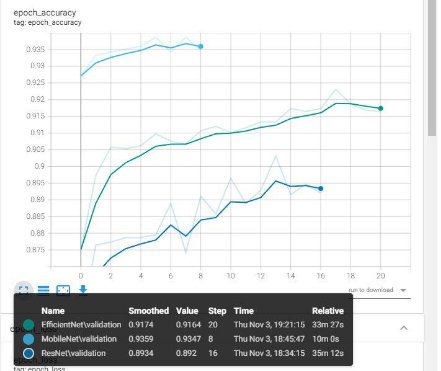 epoch_accuracy
tag: epoch_accuracy
0.935
0.93
0.925
0.92
0.915
0.91
0.905
0.9
0.895
0.89
0.885
0.88
0.875
0 2 4 6 8 10 12 14 16 18 20
run to download
Name Smoothed Value Step Time Relative
EfficientNet\validation 0.9174 0.9164 20 Thu Nov 3, 19:21:15 33m 27s
MobileNet\validation 0.9359 0.9347 8 Thu Nov 3, 18:45:47 10m 0s
ResNet\validation 0.8934 0.892 16 Thu Nov 3, 18:34:15 35m 12s
epoch_loss
epoch_loss
tag: epoch_loss